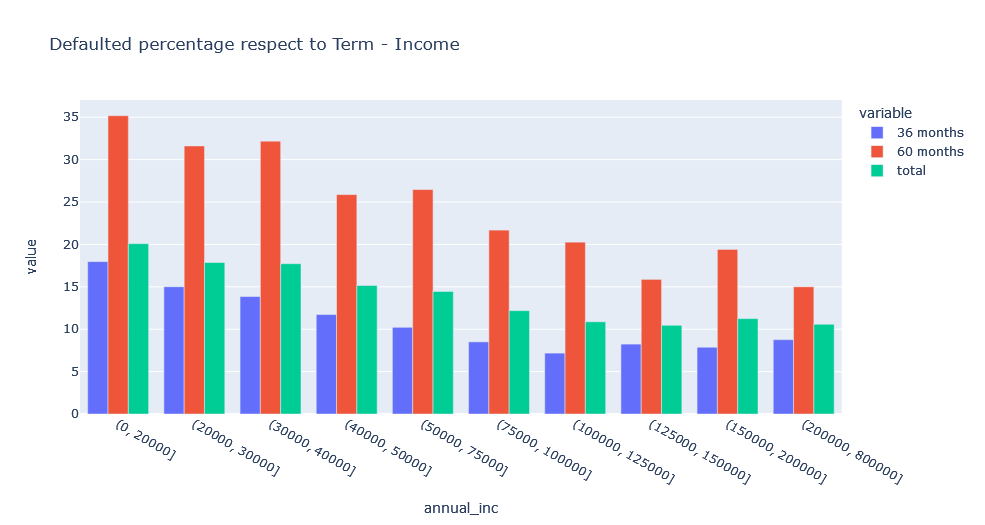 Defaulted percentage respect to Term - Income
variable
36 months
60 months
total
value
35
30
25
20
15
10
5
0
(0, 20000]
(20000, 30000]
(30000, 40000]
(40000, 50000]
(50000, 75000]
(75000, 100000]
(100000, 125000]
(125000, 150000]
(150000, 200000]
(200000, 800000]
annual_inc